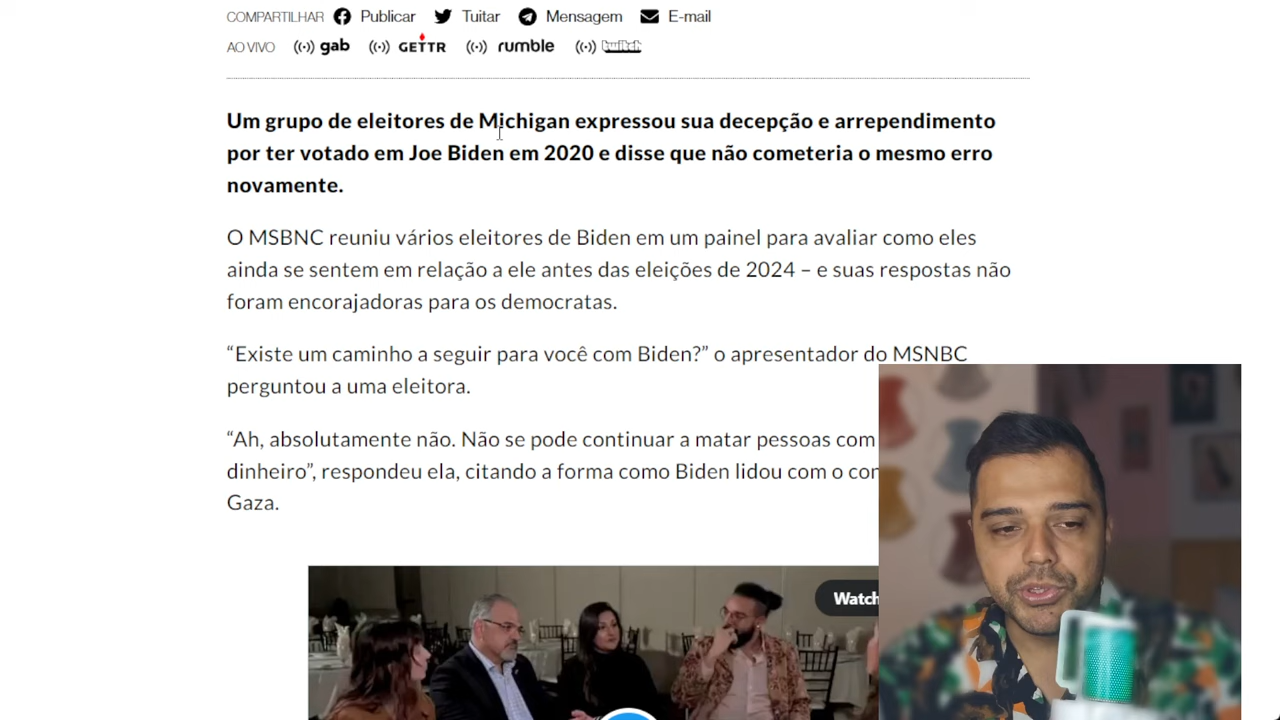 COMPARTILHAR Publicar Tuitar Mensagem E-mail
AO VIVO gab GETTR rumble twitch
Um grupo de eleitores de Michigan expressou sua decepção e arrependimento
por ter votado em Joe Biden em 2020 e disse que não cometeria o mesmo erro
novamente.
O MSBNC reuniu vários eleitores de Biden em um painel para avaliar como eles
ainda se sentem em relação a ele antes das eleições de 2024 – e suas respostas não
foram encorajadoras para os democratas.
“Existe um caminho a seguir para você com Biden?” o apresentador do MSNBC
perguntou a uma eleitora.
“Ah, absolutamente não. Não se pode continuar a matar pessoas com
dinheiro”, respondeu ela, citando a forma como Biden lidou com o
Gaza.
Watch